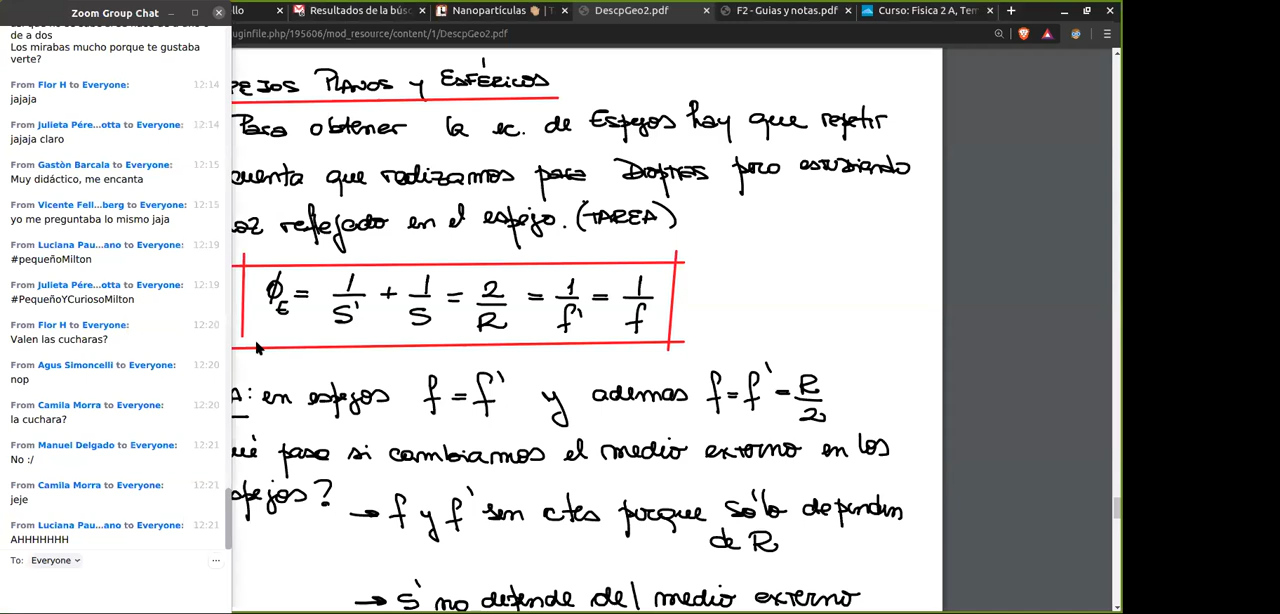 Zoom Group Chat
de a dos
Los mirabas mucho porque te gustaba
verte?
From Flor H to Everyone: 12:14
jajaja
From Julieta Pére...otta to Everyone: 12:14
jajaja claro
From Gastòn Barcala to Everyone: 12:15
Muy didáctico, me encanta
From Vicente Fell...berg to Everyone: 12:15
yo me preguntaba lo mismo jaja
From Luciana Pau...ano to Everyone: 12:19
#pequeñoMilton
From Julieta Pére...otta to Everyone: 12:19
#PequeñoYCuriosoMilton
From Flor H to Everyone: 12:20
Valen las cucharas?
From Agus Simoncelli to Everyone: 12:20
nop
From Camila Morra to Everyone: 12:20
la cuchara?
From Manuel Delgado to Everyone: 12:21
No :/
From Camila Morra to Everyone: 12:21
jeje
From Luciana Pau...ano to Everyone: 12:21
AHHHHHHH
To: Everyone
Resultados de la bús
Nanopartículas
DescpGeo2.pdf
F2 - Guias y notas.pdf
Curso: Fisica 2 A, Tem
uginfile.php/195606/mod_resource/content/1/DescpGeo2.pdf
PEJOS PLANOS y ESFÉRICOS
Para obtener la ec. de Espejos hay que repetir
cuenta que realizamos para DIOPTRES pero estudiando
reflejado en el espejo. (TAREA)
ϕE = 1/S' + 1/S = 2/R = 1/f' = 1/f
A: en espejos f = f' y ademas f = f' = R/2
ué pasa si cambiamos el medio externo en los
spejos? → f y f' son ctes porque sólo dependen
de R
→ S' no depende del medio externo